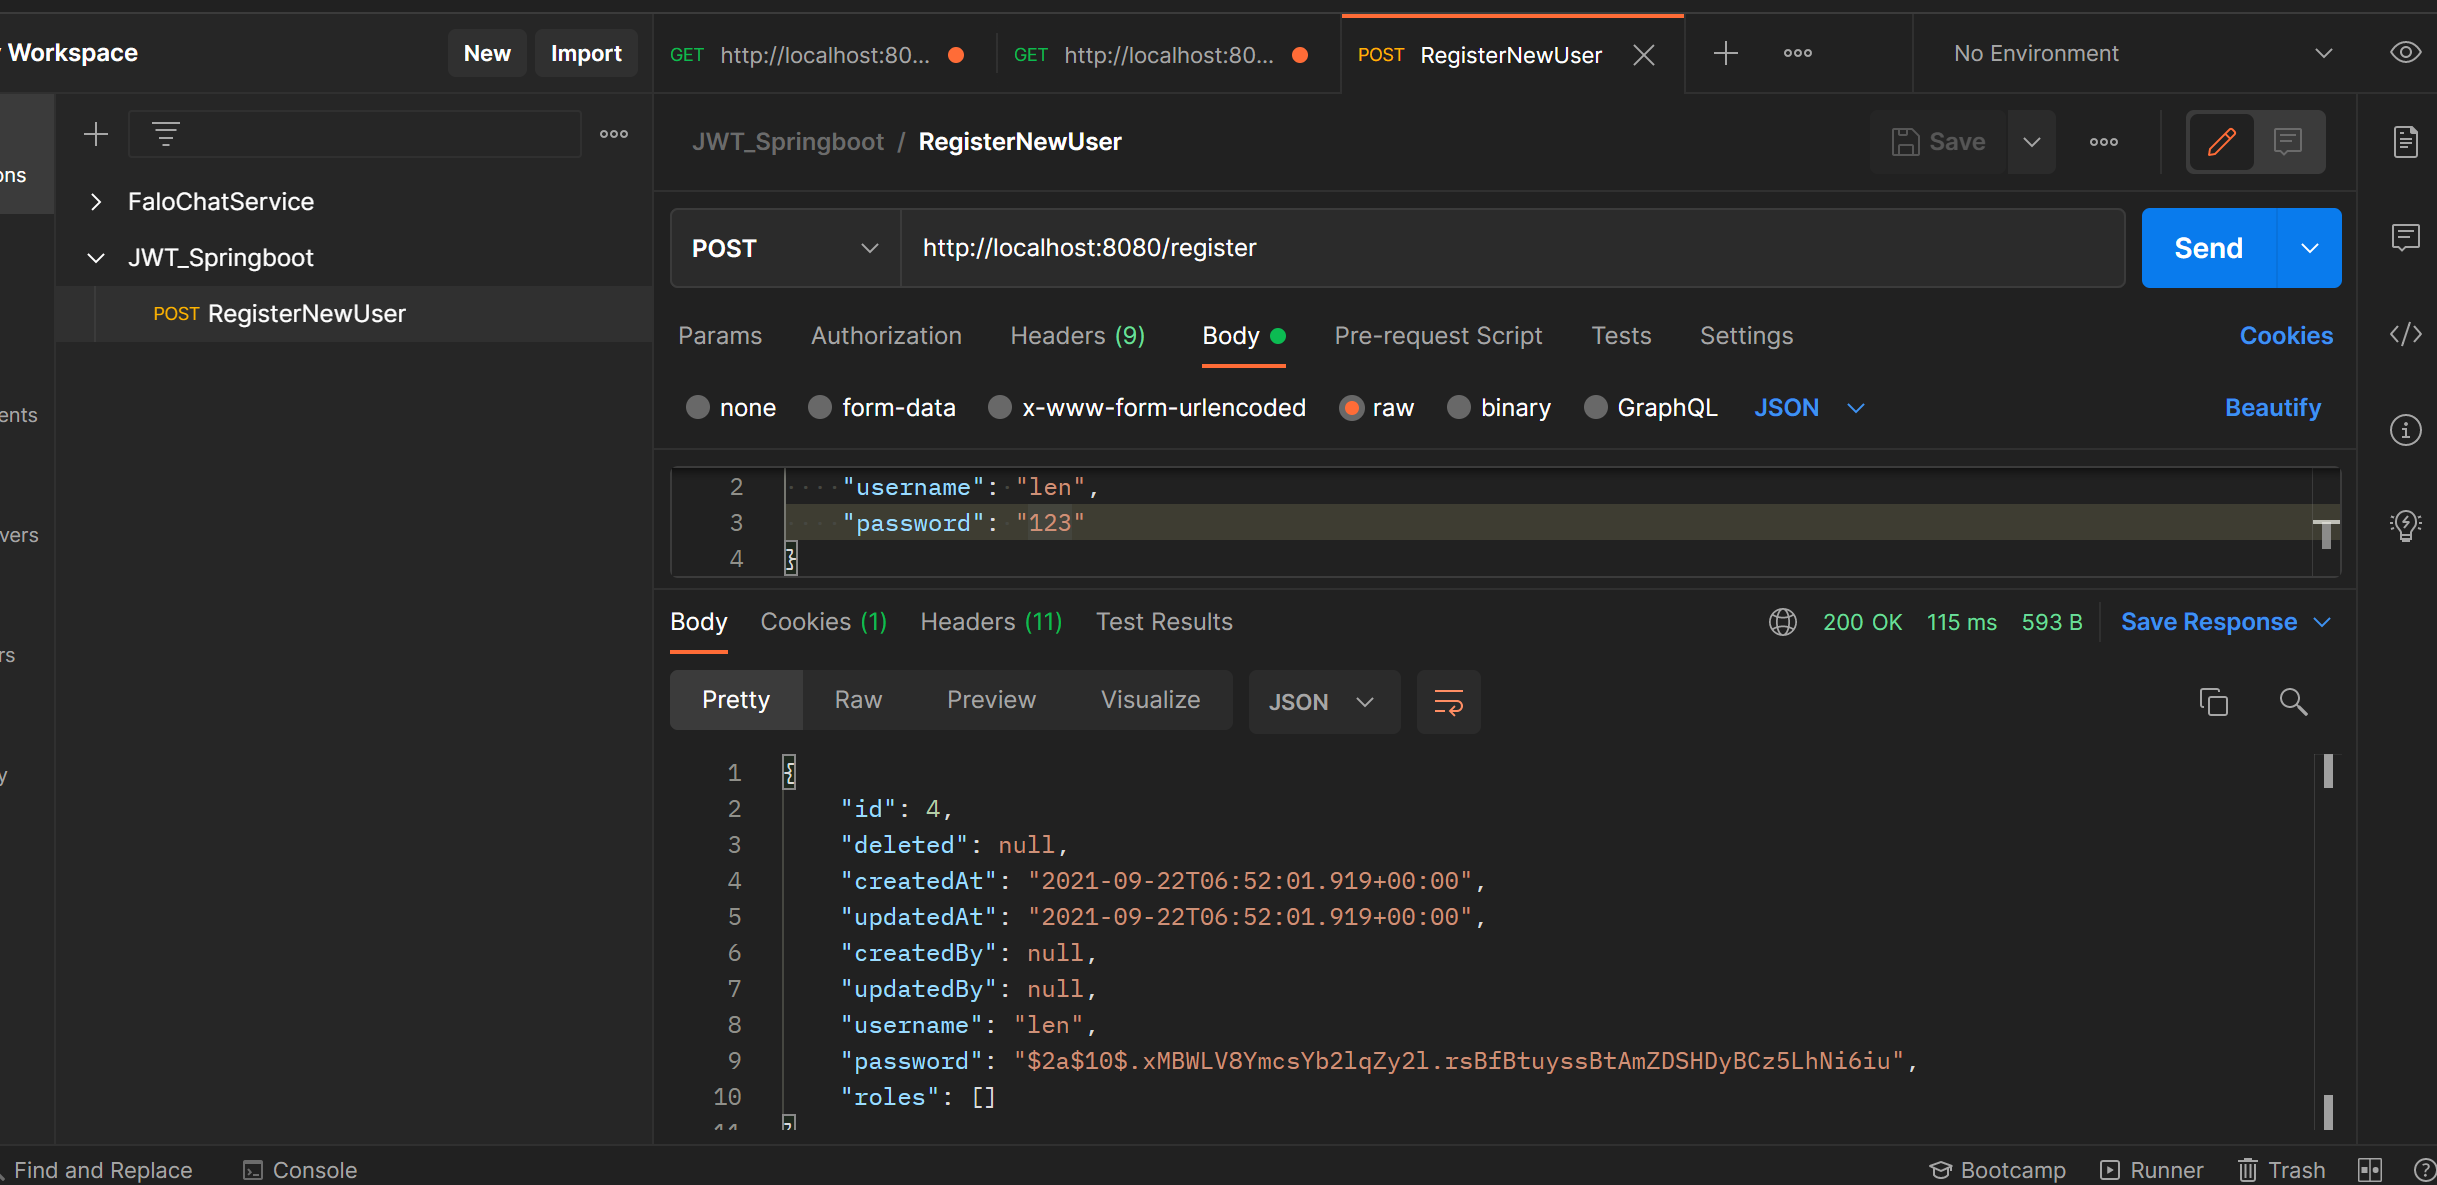 Workspace
New
Import
GET http://localhost:80...
GET http://localhost:80...
POST RegisterNewUser
No Environment
ons
FaloChatService
JWT_Springboot
POST RegisterNewUser
ents
vers
rs
y
JWT_Springboot / RegisterNewUser
Save
POST
http://localhost:8080/register
Send
Params Authorization Headers (9) Body Pre-request Script Tests Settings Cookies
none form-data x-www-form-urlencoded raw binary GraphQL JSON Beautify
2 "username": "len",
3 "password": "123"
4 }
Body Cookies (1) Headers (11) Test Results 200 OK 115 ms 593 B Save Response
Pretty Raw Preview Visualize JSON
1 {
2 "id": 4,
3 "deleted": null,
4 "createdAt": "2021-09-22T06:52:01.919+00:00",
5 "updatedAt": "2021-09-22T06:52:01.919+00:00",
6 "createdBy": null,
7 "updatedBy": null,
8 "username": "len",
9 "password": "$2a$10$.xMBWLV8YmcsYb2lqZy2l.rsBfBtuyssBtAmZDSHDyBCz5LhNi6iu",
10 "roles": []
11 }
Find and Replace Console Bootcamp Runner Trash